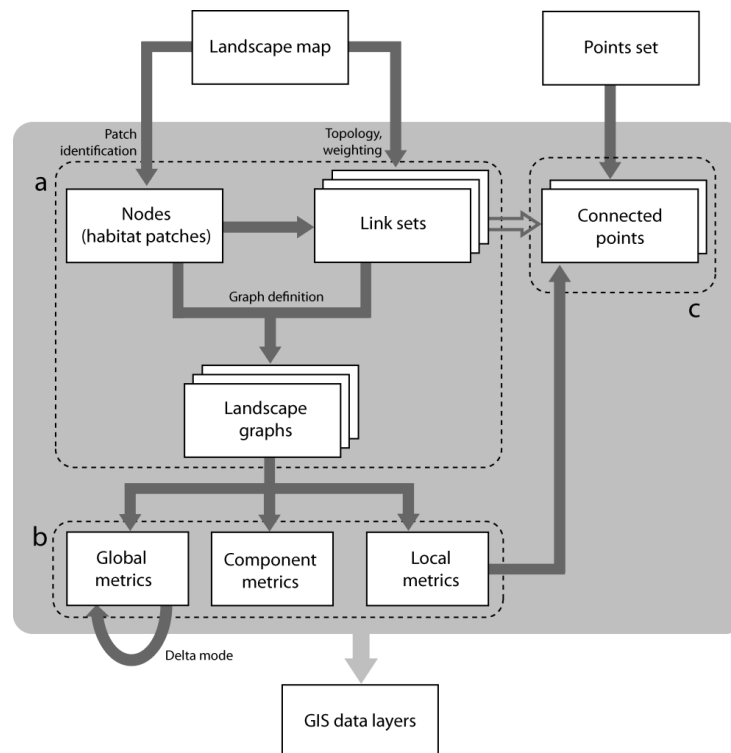 Landscape map
Points set
Patch
identification
Topology,
weighting
a
Nodes
(habitat patches)
Link sets
Connected
points
c
Graph definition
Landscape
graphs
b
Global
metrics
Component
metrics
Local
metrics
Delta mode
GIS data layers